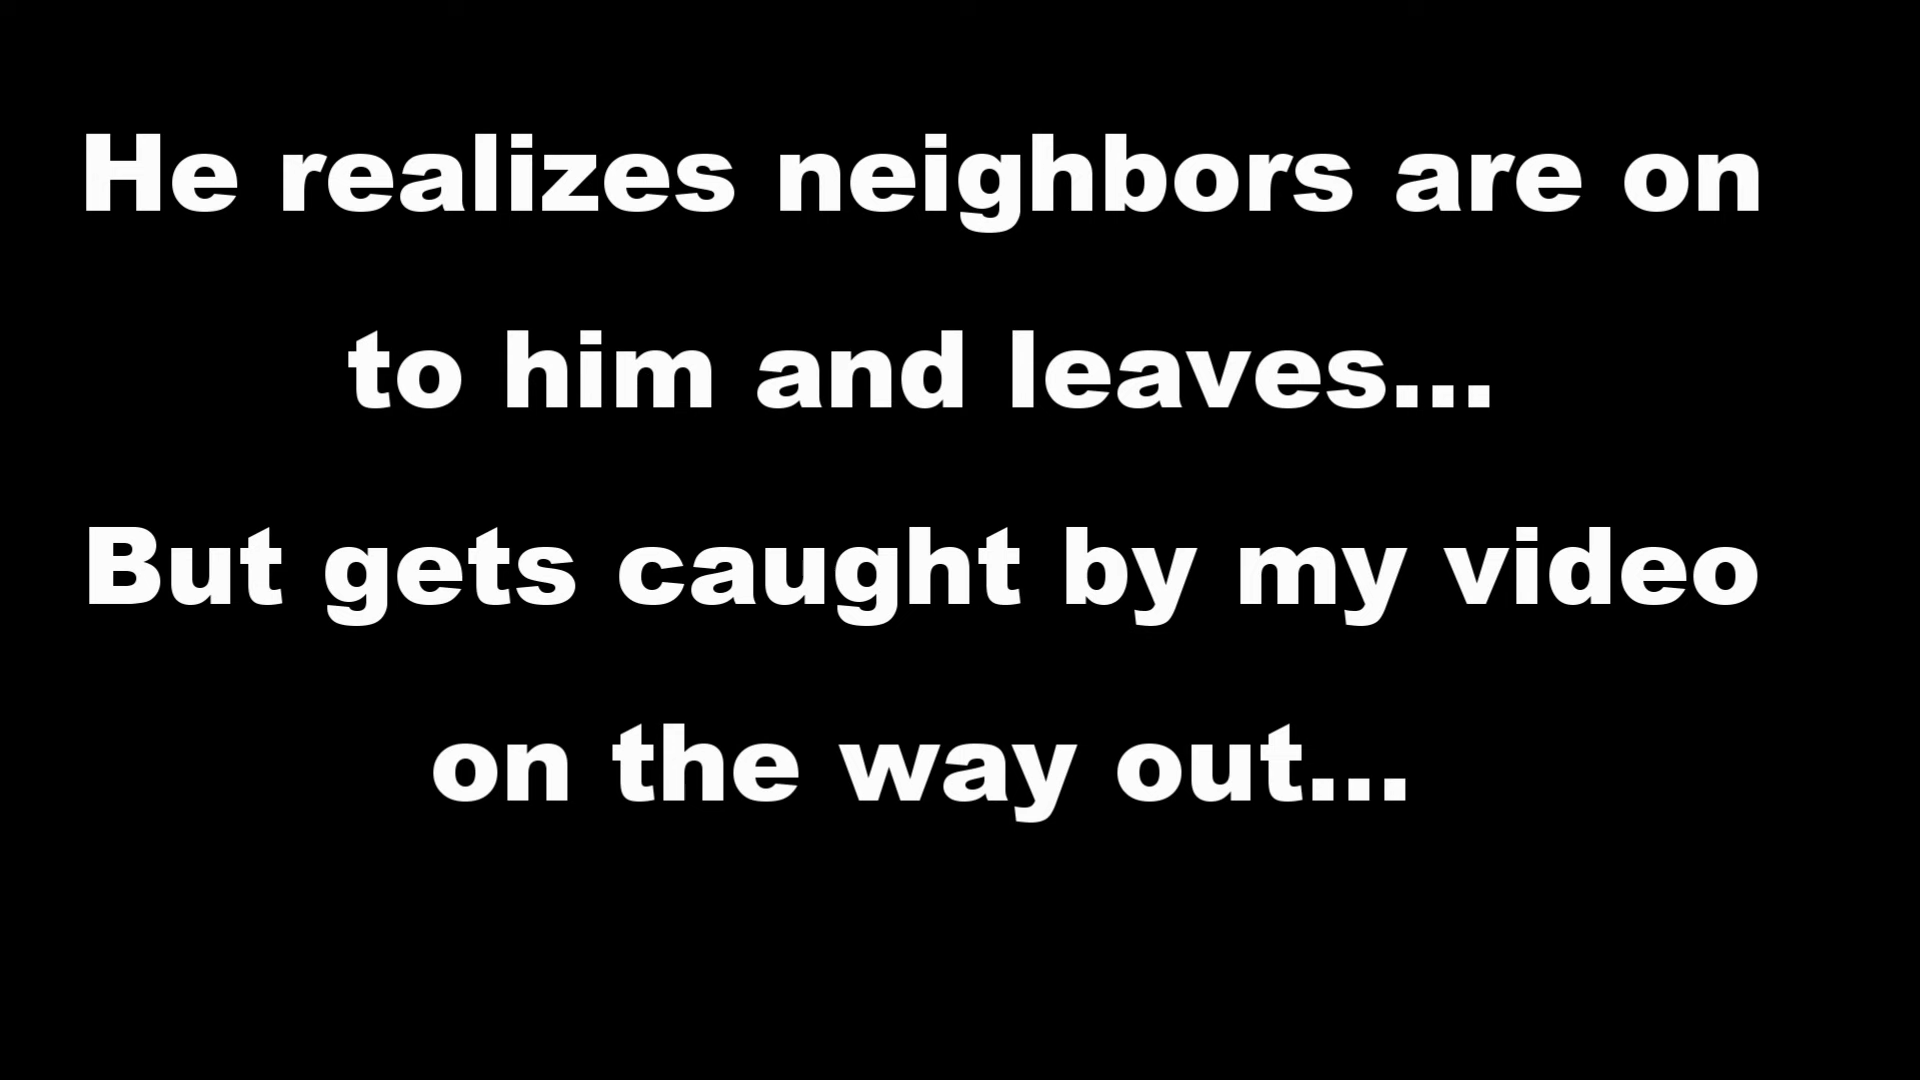 He realizes neighbors are on
to him and leaves...
But gets caught by my video
on the way out...